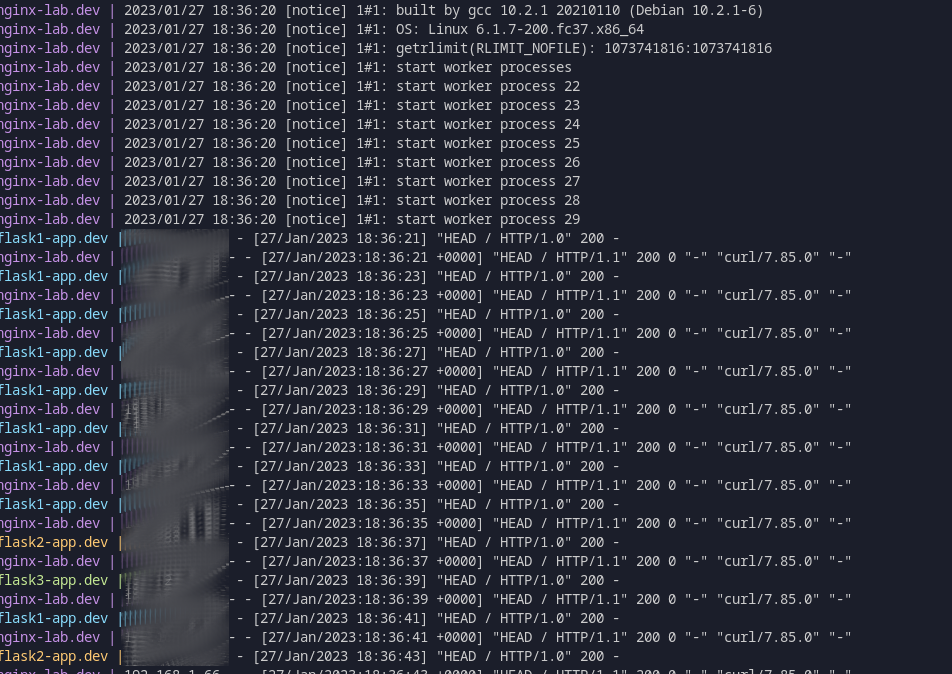 nginx-lab.dev | 2023/01/27 18:36:20 [notice] 1#1: built by gcc 10.2.1 20210110 (Debian 10.2.1-6)
nginx-lab.dev | 2023/01/27 18:36:20 [notice] 1#1: OS: Linux 6.1.7-200.fc37.x86_64
nginx-lab.dev | 2023/01/27 18:36:20 [notice] 1#1: getrlimit(RLIMIT_NOFILE): 1073741816:1073741816
nginx-lab.dev | 2023/01/27 18:36:20 [notice] 1#1: start worker processes
nginx-lab.dev | 2023/01/27 18:36:20 [notice] 1#1: start worker process 22
nginx-lab.dev | 2023/01/27 18:36:20 [notice] 1#1: start worker process 23
nginx-lab.dev | 2023/01/27 18:36:20 [notice] 1#1: start worker process 24
nginx-lab.dev | 2023/01/27 18:36:20 [notice] 1#1: start worker process 25
nginx-lab.dev | 2023/01/27 18:36:20 [notice] 1#1: start worker process 26
nginx-lab.dev | 2023/01/27 18:36:20 [notice] 1#1: start worker process 27
nginx-lab.dev | 2023/01/27 18:36:20 [notice] 1#1: start worker process 28
nginx-lab.dev | 2023/01/27 18:36:20 [notice] 1#1: start worker process 29
flask1-app.dev | - [27/Jan/2023 18:36:21] "HEAD / HTTP/1.0" 200 -
nginx-lab.dev | - - [27/Jan/2023:18:36:21 +0000] "HEAD / HTTP/1.1" 200 0 "-" "curl/7.85.0" "-"
flask1-app.dev | - [27/Jan/2023 18:36:23] "HEAD / HTTP/1.0" 200 -
nginx-lab.dev | - - [27/Jan/2023:18:36:23 +0000] "HEAD / HTTP/1.1" 200 0 "-" "curl/7.85.0" "-"
flask1-app.dev | - [27/Jan/2023 18:36:25] "HEAD / HTTP/1.0" 200 -
nginx-lab.dev | - - [27/Jan/2023:18:36:25 +0000] "HEAD / HTTP/1.1" 200 0 "-" "curl/7.85.0" "-"
flask1-app.dev | - [27/Jan/2023 18:36:27] "HEAD / HTTP/1.0" 200 -
nginx-lab.dev | - - [27/Jan/2023:18:36:27 +0000] "HEAD / HTTP/1.1" 200 0 "-" "curl/7.85.0" "-"
flask1-app.dev | - [27/Jan/2023 18:36:29] "HEAD / HTTP/1.0" 200 -
nginx-lab.dev | - - [27/Jan/2023:18:36:29 +0000] "HEAD / HTTP/1.1" 200 0 "-" "curl/7.85.0" "-"
flask1-app.dev | - [27/Jan/2023 18:36:31] "HEAD / HTTP/1.0" 200 -
nginx-lab.dev | - - [27/Jan/2023:18:36:31 +0000] "HEAD / HTTP/1.1" 200 0 "-" "curl/7.85.0" "-"
flask1-app.dev | - [27/Jan/2023 18:36:33] "HEAD / HTTP/1.0" 200 -
nginx-lab.dev | - - [27/Jan/2023:18:36:33 +0000] "HEAD / HTTP/1.1" 200 0 "-" "curl/7.85.0" "-"
flask1-app.dev | - [27/Jan/2023 18:36:35] "HEAD / HTTP/1.0" 200 -
nginx-lab.dev | - - [27/Jan/2023:18:36:35 +0000] "HEAD / HTTP/1.1" 200 0 "-" "curl/7.85.0" "-"
flask2-app.dev | - [27/Jan/2023 18:36:37] "HEAD / HTTP/1.0" 200 -
nginx-lab.dev | - - [27/Jan/2023:18:36:37 +0000] "HEAD / HTTP/1.1" 200 0 "-" "curl/7.85.0" "-"
flask3-app.dev | - [27/Jan/2023 18:36:39] "HEAD / HTTP/1.0" 200 -
nginx-lab.dev | - - [27/Jan/2023:18:36:39 +0000] "HEAD / HTTP/1.1" 200 0 "-" "curl/7.85.0" "-"
flask1-app.dev | - [27/Jan/2023 18:36:41] "HEAD / HTTP/1.0" 200 -
nginx-lab.dev | - - [27/Jan/2023:18:36:41 +0000] "HEAD / HTTP/1.1" 200 0 "-" "curl/7.85.0" "-"
flask2-app.dev | - [27/Jan/2023 18:36:43] "HEAD / HTTP/1.0" 200 -